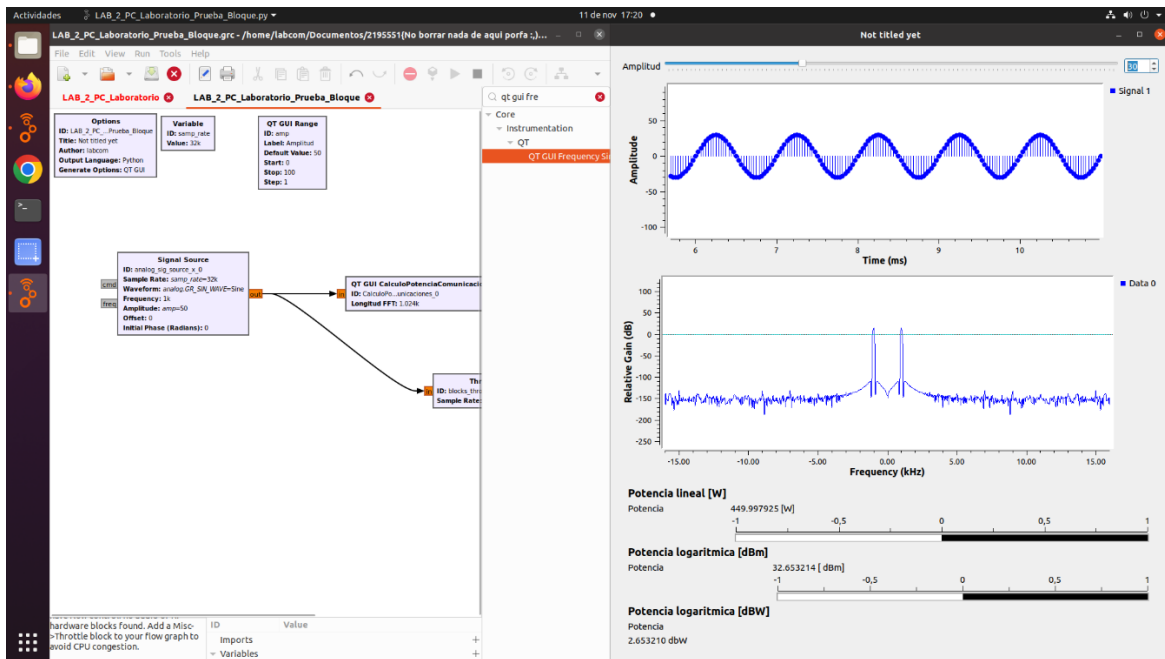 Actividades
LAB_2_PC_Laboratorio_Prueba_Bloque.py
11 de nov 17:20
LAB_2_PC_Laboratorio_Prueba_Bloque.grc - /home/labcom/Documentos/2195551(No borrar nada de aqui porfa :,)...
Not titled yet
File Edit View Run Tools Help
LAB_2_PC_Laboratorio
LAB_2_PC_Laboratorio_Prueba_Bloque
qt gui fre
Core
Instrumentation
QT
QT GUI Frequency Si
Options
ID: LAB_2_PC_...Prueba_Bloque
Title: Not titled yet
Author: labcom
Output Language: Python
Generate Options: QT GUI
Variable
ID: samp_rate
Value: 32k
QT GUI Range
ID: amp
Label: Amplitud
Default Value: 50
Start: 0
Stop: 100
Step: 1
Signal Source
ID: analog_sig_source_x_0
Sample Rate: samp_rate=32k
Waveform: analog.GR_SIN_WAVE=Sine
Frequency: 1k
Amplitude: amp=50
Offset: 0
Initial Phase (Radians): 0
cmd
freq
out
in
QT GUI CalculoPotenciaComunicaci
ID: CalculoPo...unicaciones_0
Longitud FFT: 1.024k
in
Thr
ID: blocks_thro
Sample Rate:
hardware blocks found. Add a Misc-
>Throttle block to your flow graph to
avoid CPU congestion.
ID Value
Imports
Variables
Amplitud
30
Signal 1
Amplitude
50
0
-50
-100
6 7 8 9 10
Time (ms)
Data 0
Relative Gain (dB)
100
50
0
-50
-100
-150
-200
-250
-15.00 -10.00 -5.00 0.00 5.00 10.00 15.00
Frequency (kHz)
Potencia lineal [W]
Potencia 449.997925 [W]
-1 -0,5 0 0,5 1
Potencia logaritmica [dBm]
Potencia 32.653214 [ dBm]
-1 -0,5 0 0,5 1
Potencia logaritmica [dBW]
Potencia
2.653210 dbW